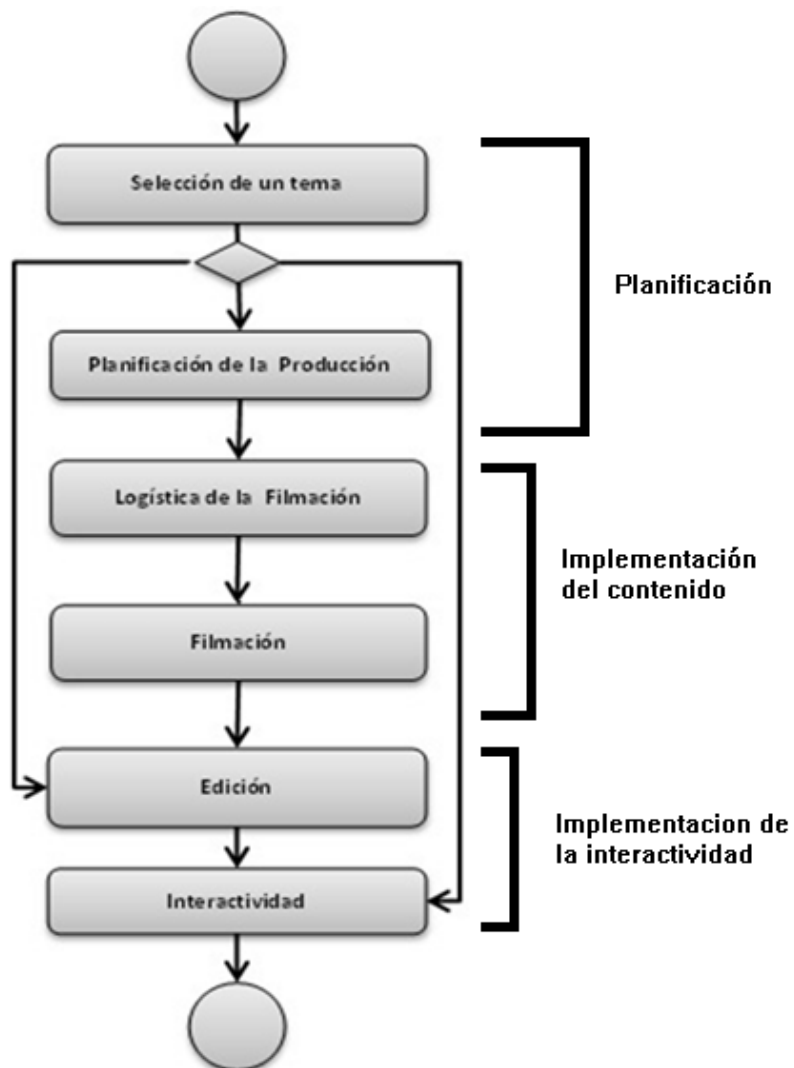 Selección de un tema
Planificación
Planificación de la Producción
Logística de la Filmación
Implementación
del contenido
Filmación
Edición
Implementacion de
la interactividad
Interactividad